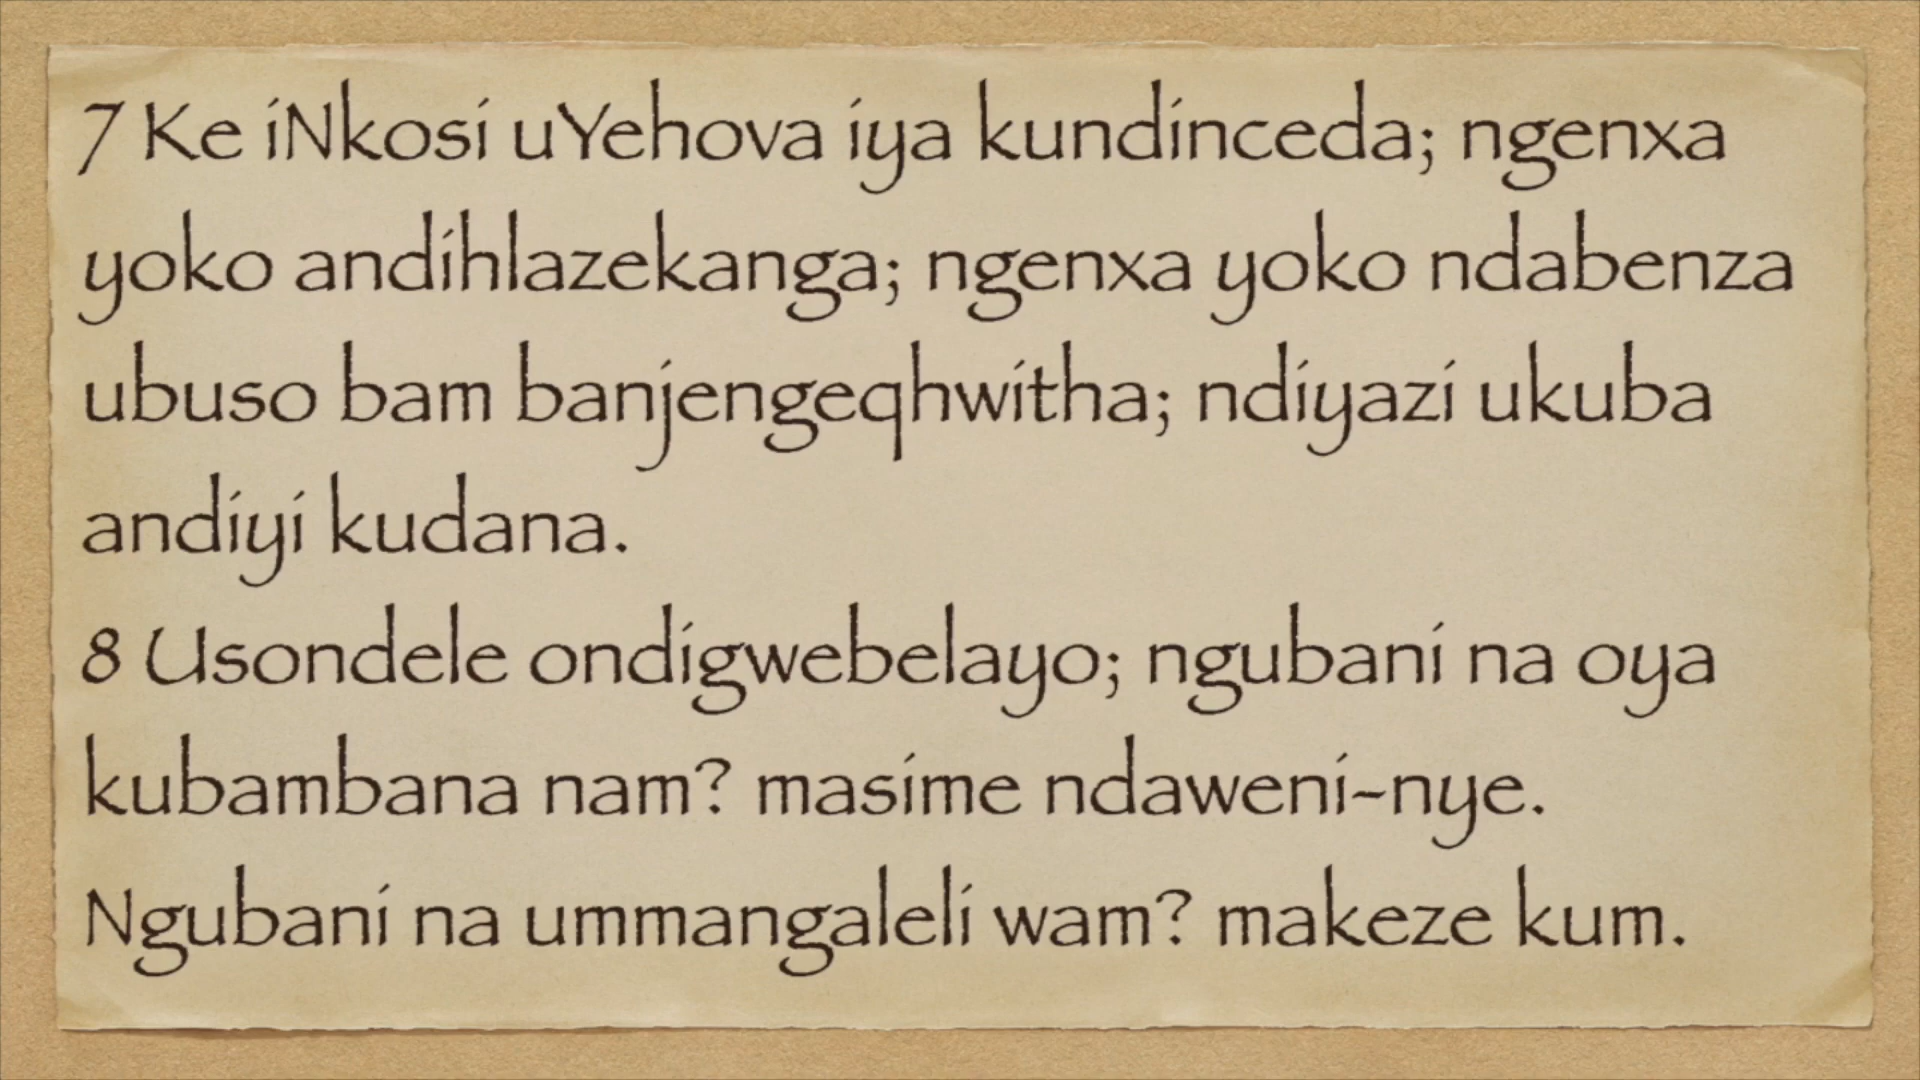 7 Ke iNkosi uYehova iya kundinceda; ngenxa
yoko andihlazekanga; ngenxa yoko ndabenza
ubuso bam banjengeqhwitha; ndiyazi ukuba
andiyi kudana.
8 Usondele ondigwebelayo; ngubani na oya
kubambana nam? masime ndaweni-nye.
Ngubani na ummangaleli wam? makeze kum.